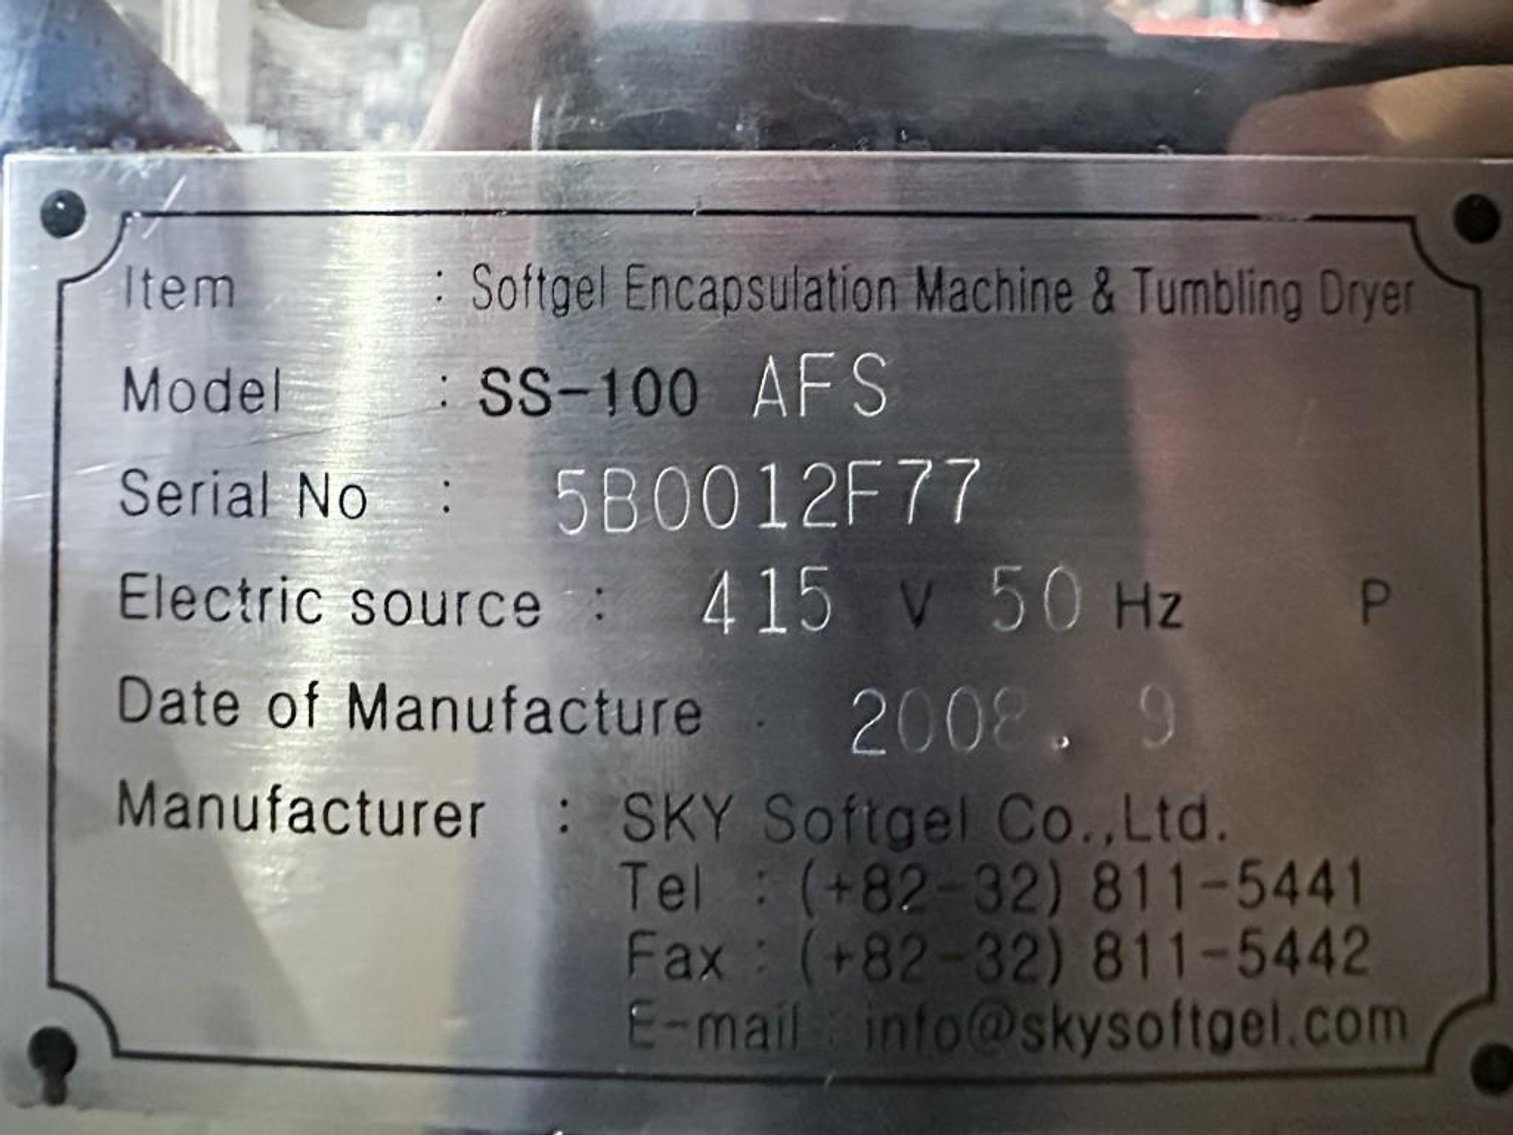 Item : Softgel Encapsulation Machine & Tumbling Dryer
Model : SS-100 AFS
Serial No : 5B0012F77
Electric source : 415 V 50 Hz P
Date of Manufacture : 2008. 9
Manufacturer : SKY Softgel Co.,Ltd.
Tel : (+82-32) 811-5441
Fax : (+82-32) 811-5442
E-mail : info@skysoftgel.com